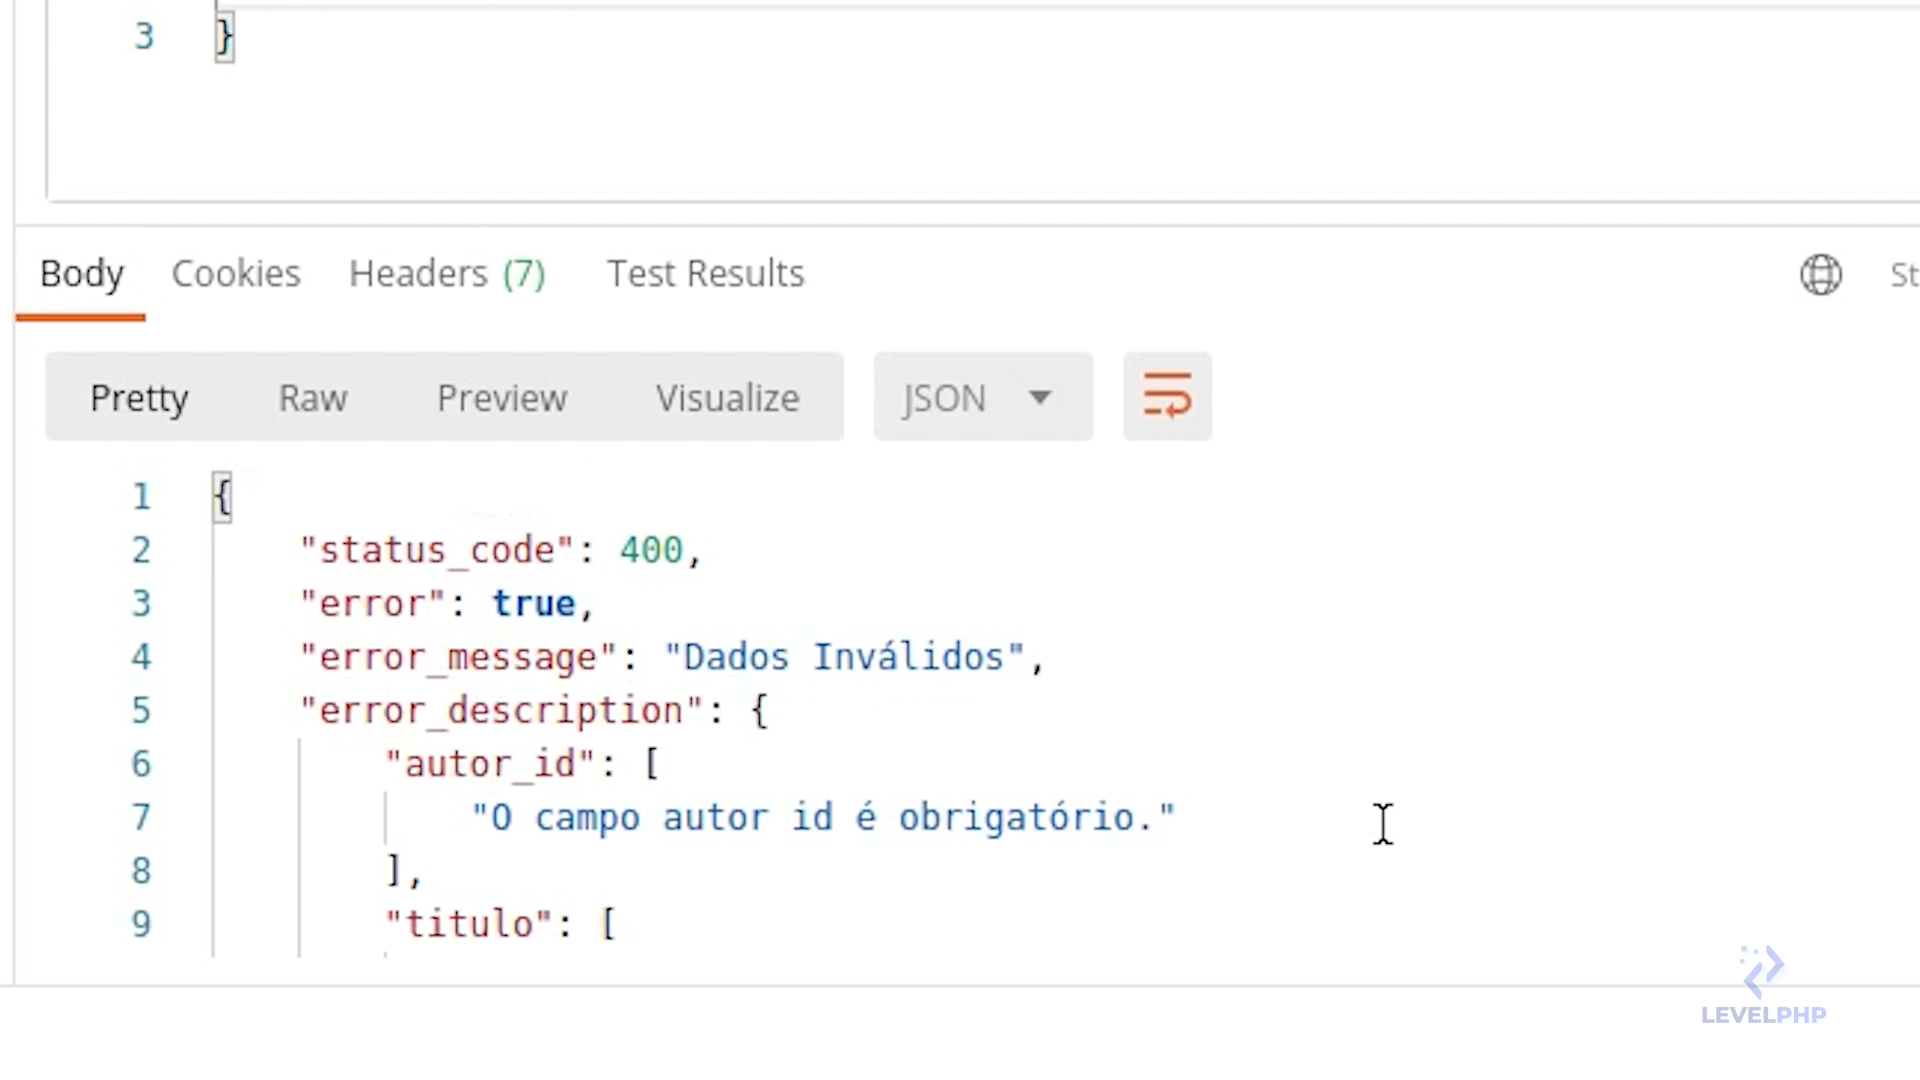 3 }
Body Cookies Headers (7) Test Results St
Pretty Raw Preview Visualize JSON
1 {
2 "status_code": 400,
3 "error": true,
4 "error_message": "Dados Inválidos",
5 "error_description": {
6 "autor_id": [
7 "O campo autor id é obrigatório."
8 ],
9 "titulo": [
LEVELPHP